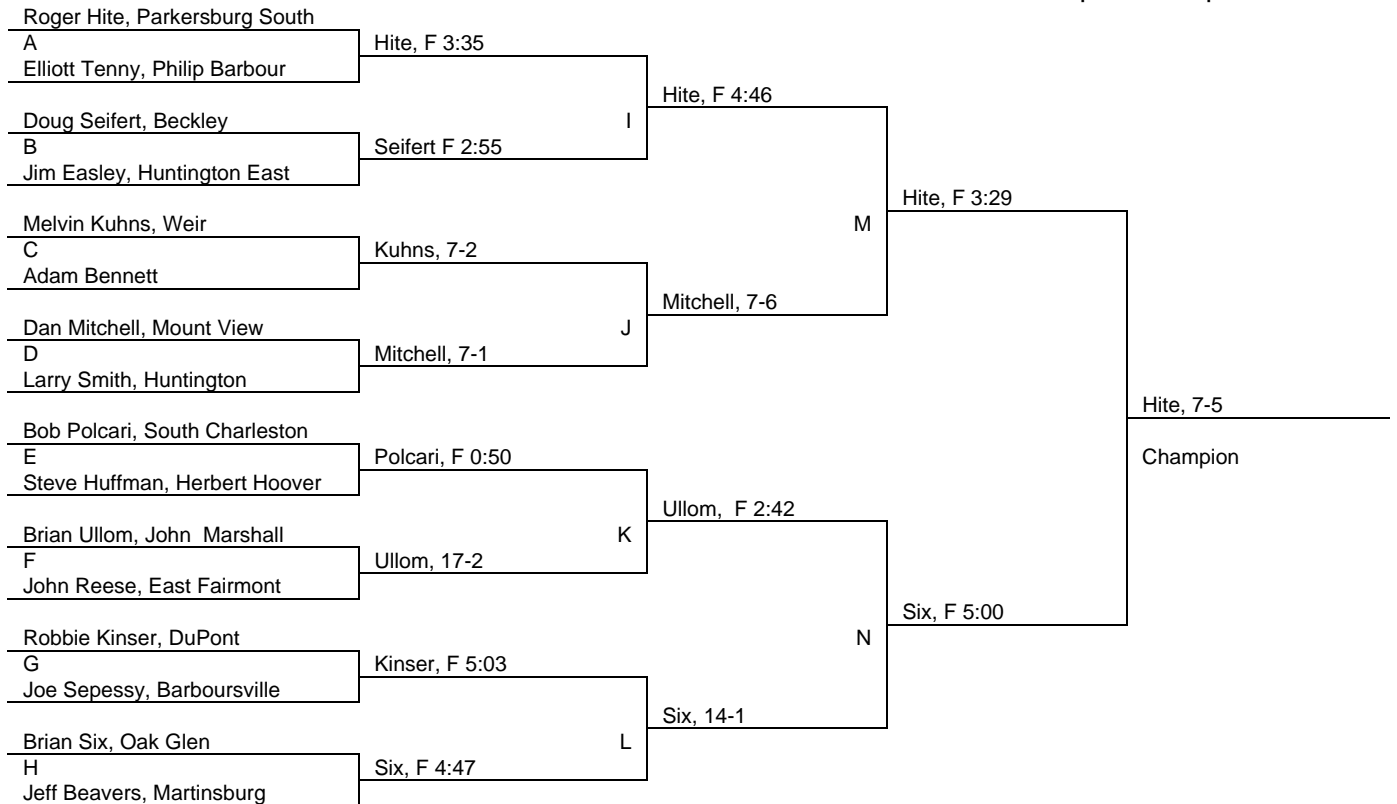 Roger Hite, Parkersburg South
A
Hite, F 3:35
Elliott Tenny, Philip Barbour
Hite, F 4:46
Doug Seifert, Beckley
I
B
Seifert F 2:55
Jim Easley, Huntington East
Hite, F 3:29
Melvin Kuhns, Weir
M
C
Kuhns, 7-2
Adam Bennett
Mitchell, 7-6
Dan Mitchell, Mount View
J
D
Mitchell, 7-1
Larry Smith, Huntington
Hite, 7-5
Bob Polcari, South Charleston
E
Polcari, F 0:50
Champion
Steve Huffman, Herbert Hoover
Ullom,  F 2:42
Brian Ullom, John  Marshall
K
F
Ullom, 17-2
John Reese, East Fairmont
Six, F 5:00
Robbie Kinser, DuPont
N
G
Kinser, F 5:03
Joe Sepessy, Barboursville
Six, 14-1
Brian Six, Oak Glen
L
H
Six, F 4:47
Jeff Beavers, Martinsburg